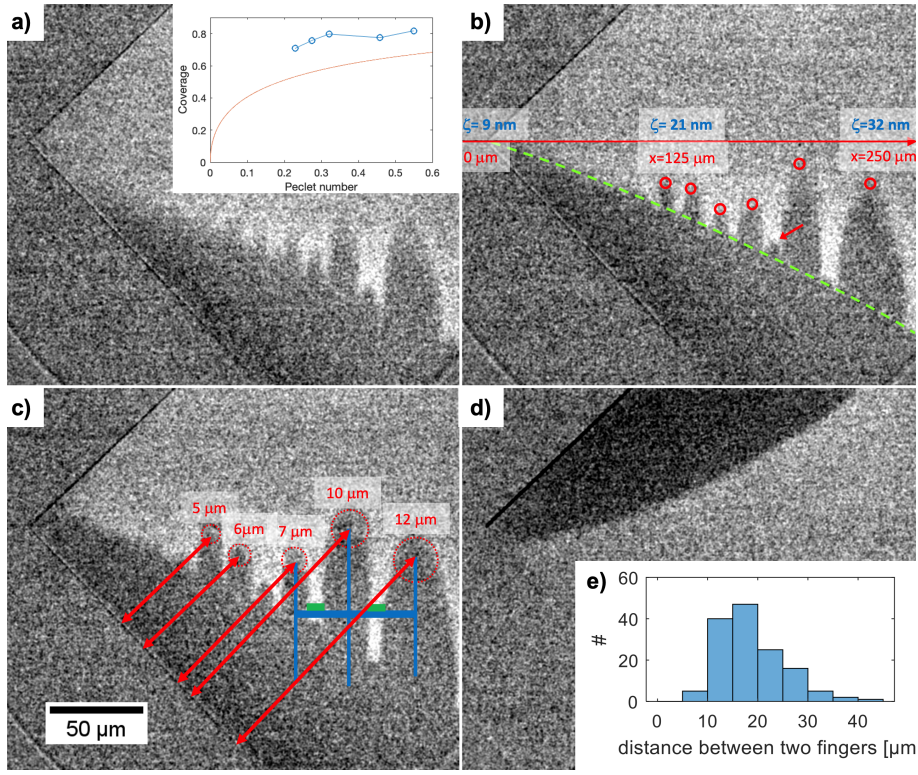 a)
0.8
0.6
0.4
0.2
0
Coverage
0 0.1 0.2 0.3 0.4 0.5 0.6
Peclet number
b)
ζ= 9 nm ζ= 21 nm ζ= 32 nm
0 μm x=125 μm x=250 μm
c)
5 μm
6μm
7 μm
10 μm
12 μm
50 μm
d)
e)
60
40
20
0
#
0 10 20 30 40
distance between two fingers [μm